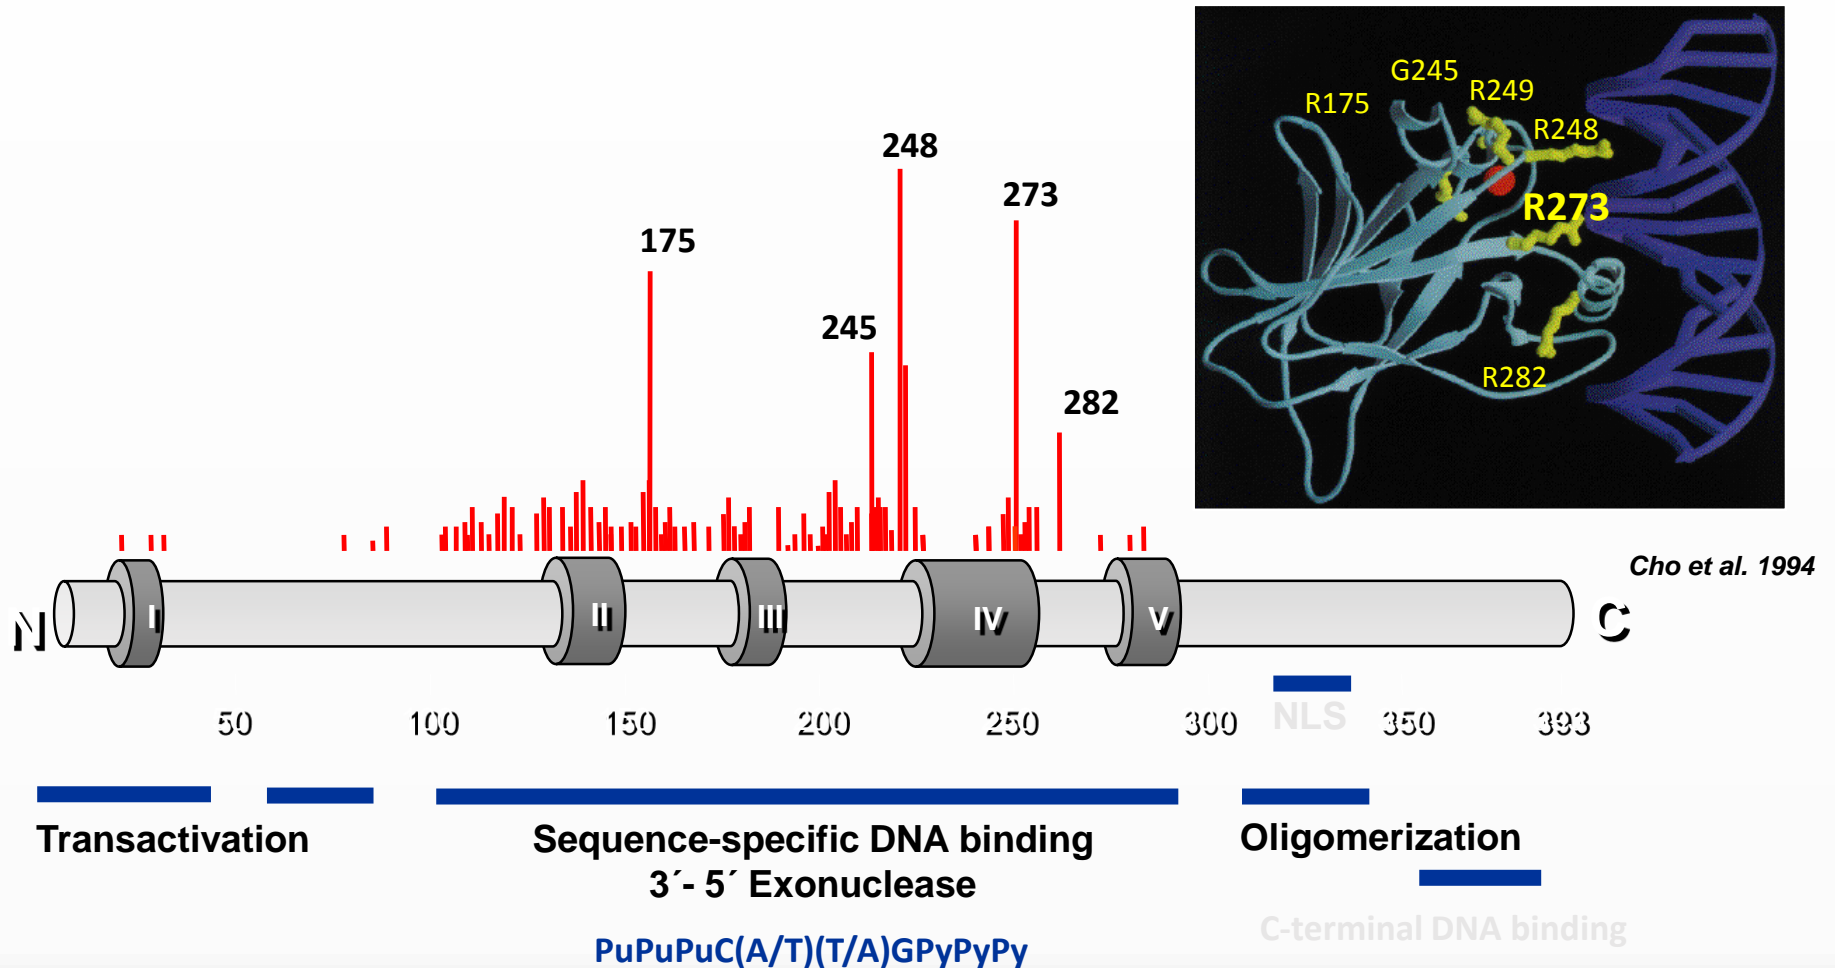 G245
R249
R175
R248
R273
R282
248
273
175
245
282
Cho et al. 1994
N
I
II
III
IV
V
C
50
100
150
200
250
300
NLS
350
393
Transactivation
Sequence-specific DNA binding
Oligomerization
3´- 5´ Exonuclease
C-terminal DNA binding
PuPuPuC(A/T)(T/A)GPyPyPy